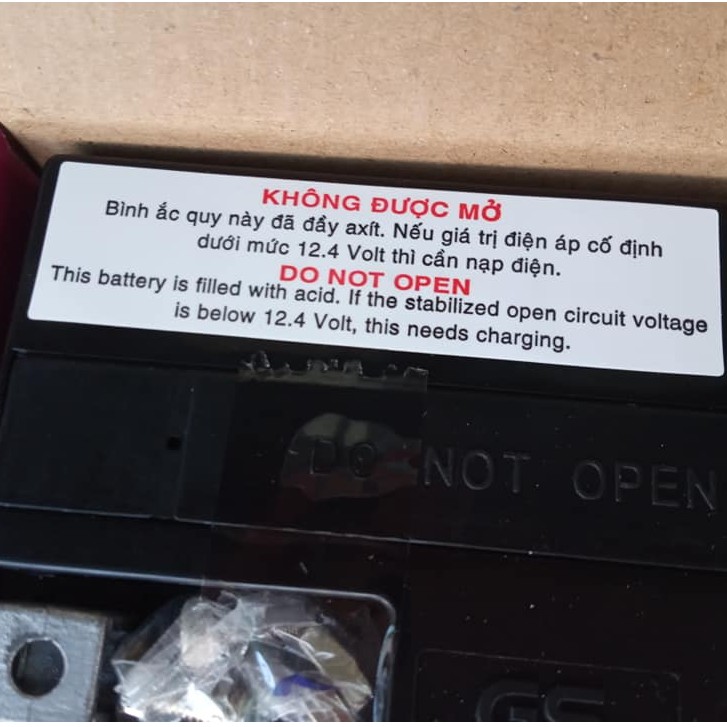 KHÔNG ĐƯỢC MỞ
Bình ắc quy này đã đầy axít. Nếu giá trị điện áp cố định
dưới mức 12.4 Volt thì cần nạp điện.
DO NOT OPEN
This battery is filled with acid. If the stabilized open circuit voltage
is below 12.4 Volt, this needs charging.
DO NOT OPEN
GS